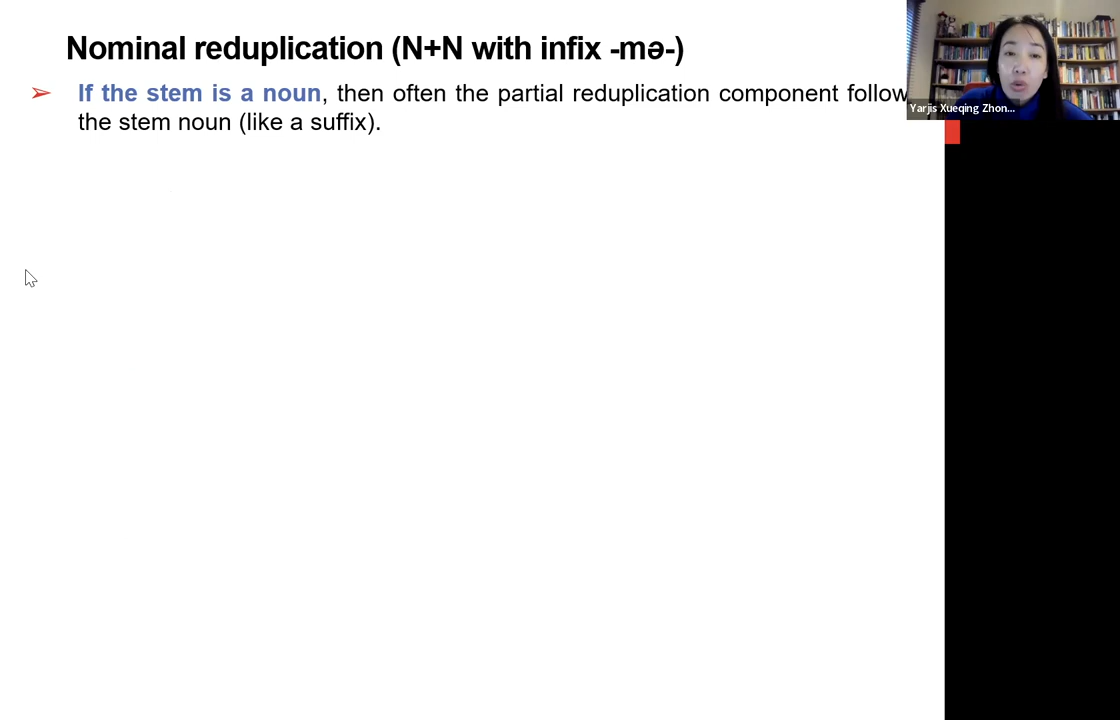 Nominal reduplication (N+N with infix -mə-)
➢ If the stem is a noun, then often the partial reduplication component follow
the stem noun (like a suffix).
Yarjis Xueqing Zhon...